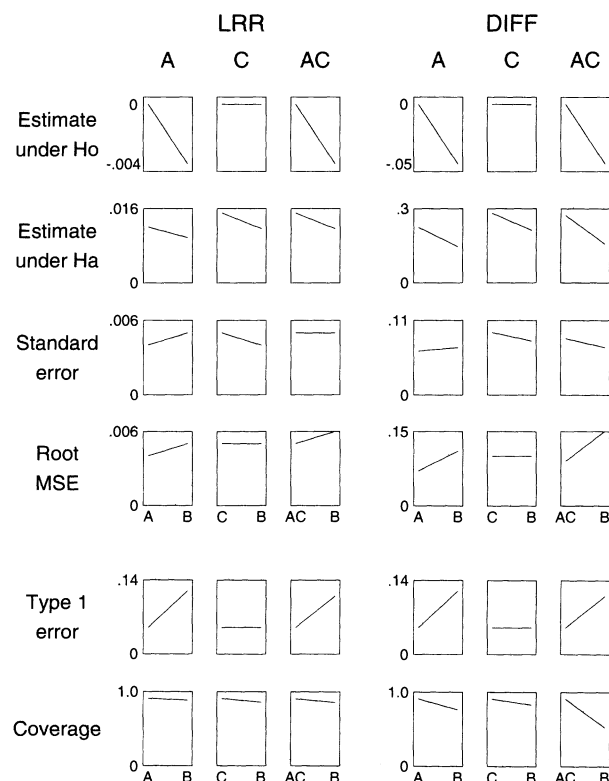 LRR DIFF
A C AC A C AC
Estimate under Ho
0
-.004
0
-.05
Estimate under Ha
.016
0
.3
0
Standard error
.006
0
.11
0
Root MSE
.006
0
.15
0
A B C B AC B A B C B AC B
Type 1 error
.14
0
.14
0
Coverage
1.0
0
1.0
0
A B C B AC B A B C B AC B